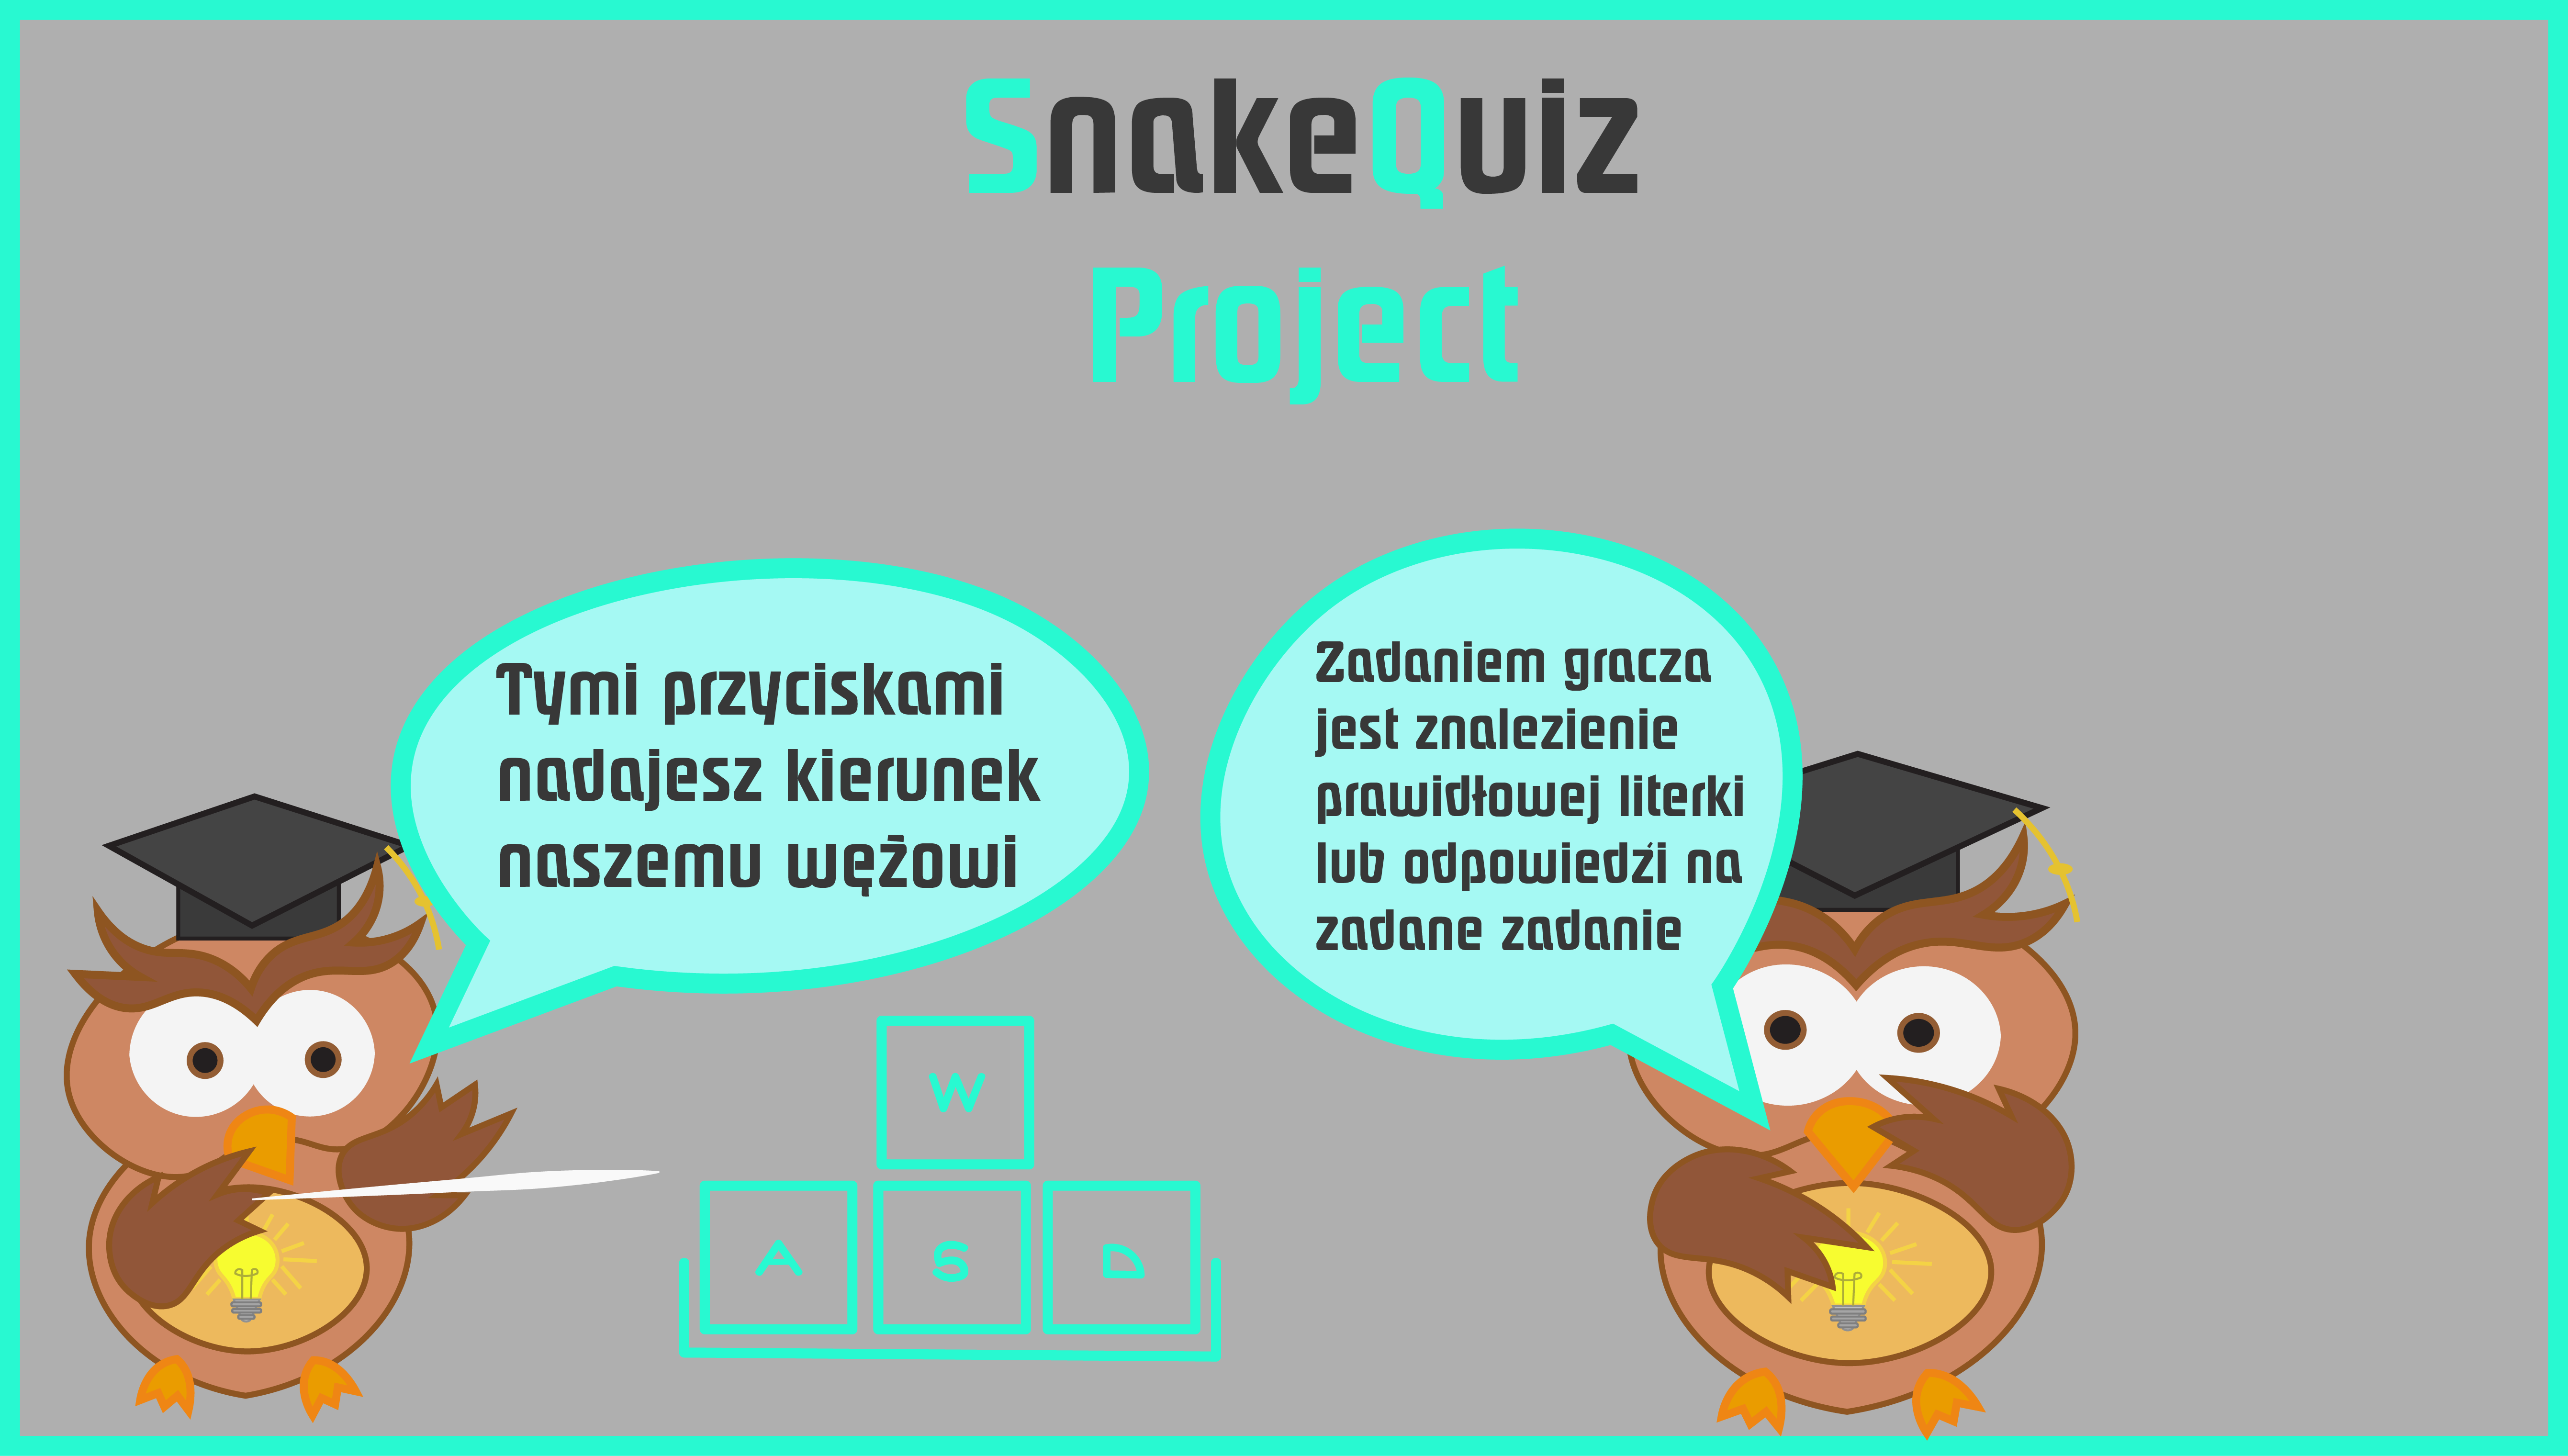 SnakeQuiz
Project
Tymi przyciskami
nadajesz kierunek
naszemu wężowi
Zadaniem gracza
jest znalezienie
prawidłowej literki
lub odpowiedźi na
zadane zadanie
W
A S D